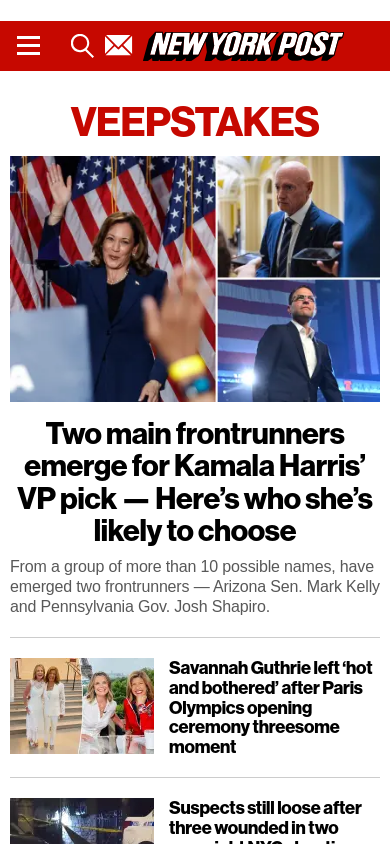 NEW YORK POST
VEEPSTAKES
A
Two main frontrunners
emerge for Kamala Harris’
VP pick — Here’s who she’s
likely to choose
From a group of more than 10 possible names, have
emerged two frontrunners — Arizona Sen. Mark Kelly
and Pennsylvania Gov. Josh Shapiro.
Savannah Guthrie left ‘hot
and bothered’ after Paris
Olympics opening
ceremony threesome
moment
Suspects still loose after
three wounded in two